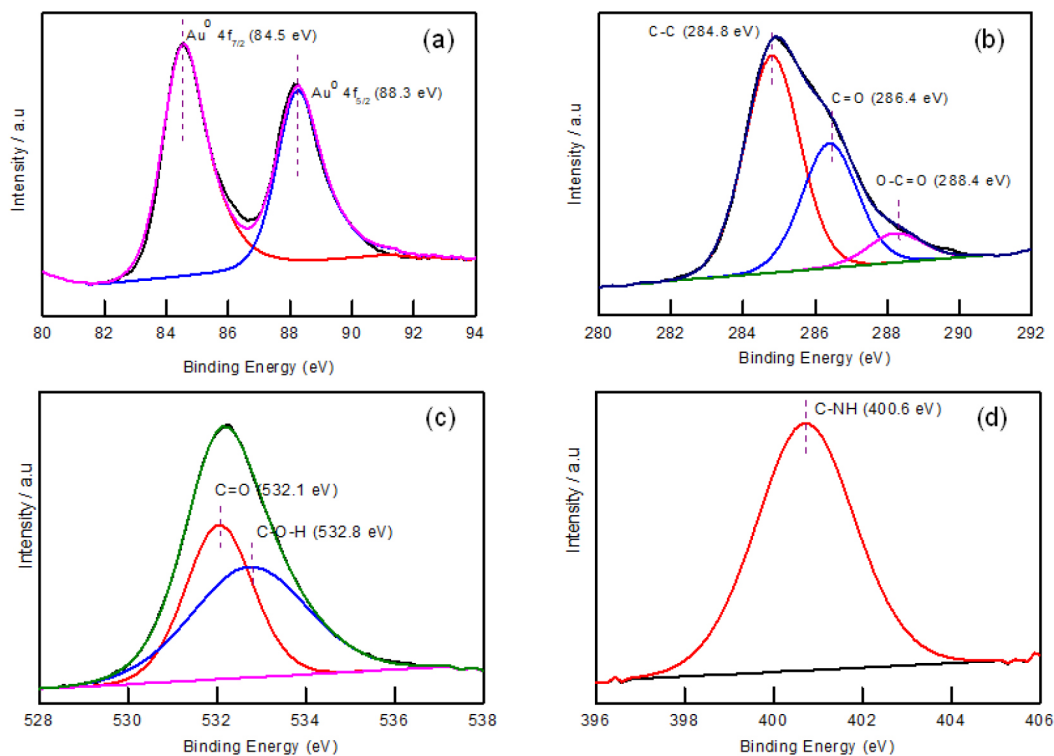 (a)
Au⁰ 4f₇/₂ (84.5 eV)
Au⁰ 4f₅/₂ (88.3 eV)
Intensity / a.u
80 82 84 86 88 90 92 94
Binding Energy (eV)
(b)
C-C (284.8 eV)
C=O (286.4 eV)
O-C=O (288.4 eV)
Intensity / a.u
280 282 284 286 288 290 292
Binding Energy (eV)
(c)
C=O (532.1 eV)
C-O-H (532.8 eV)
Intensity / a.u
528 530 532 534 536 538
Binding Energy (eV)
(d)
C-NH (400.6 eV)
Intensity / a.u
396 398 400 402 404 406
Binding Energy (eV)